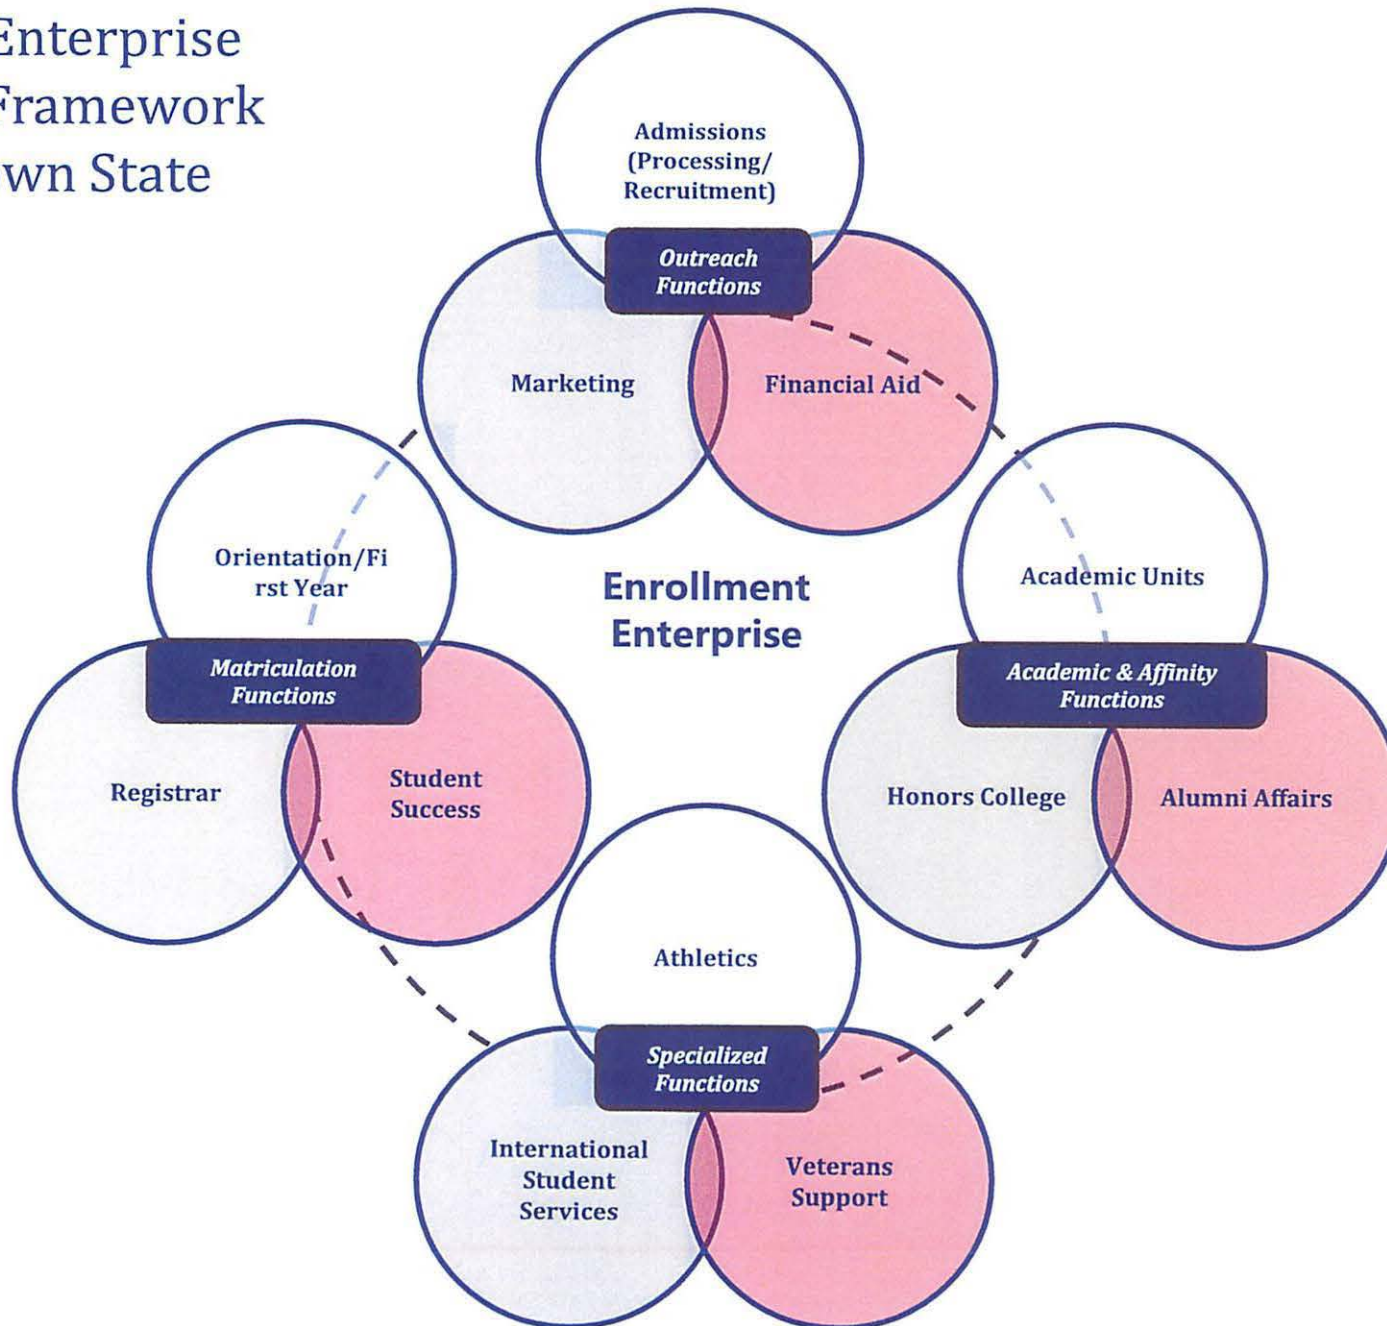 Enterprise
Framework
wn State
Admissions
(Processing/
Recruitment)
Outreach
Functions
Marketing
Financial Aid
Orientation/Fi
rst Year
Enrollment
Enterprise
Academic Units
Matriculation
Functions
Academic & Affinity
Functions
Registrar
Student
Success
Honors College
Alumni Affairs
Athletics
Specialized
Functions
International
Student
Services
Veterans
Support